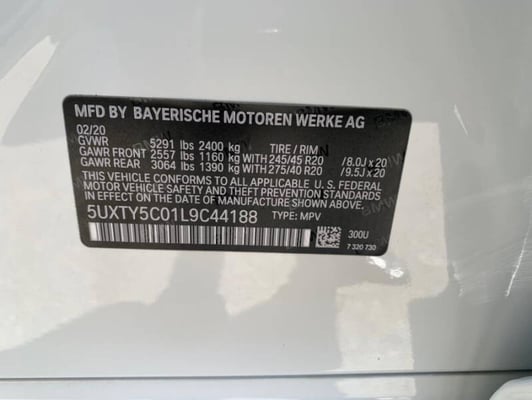 MFD BY BAYERISCHE MOTOREN WERKE AG
02/20
GVWR 5291 lbs 2400 kg TIRE / RIM
GAWR FRONT 2557 lbs 1160 kg WITH 245/45 R20 /8.0J x 20
GAWR REAR 3064 lbs 1390 kg WITH 275/40 R20 /9.5J x 20
THIS VEHICLE CONFORMS TO ALL APPLICABLE U.S. FEDERAL
MOTOR VEHICLE SAFETY, AND THEFT PREVENTION STANDARDS
IN EFFECT ON THE DATE OF MANUFACTURE SHOWN ABOVE.
5UXTY5C01L9C44188 TYPE: MPV
300U
7 320 730